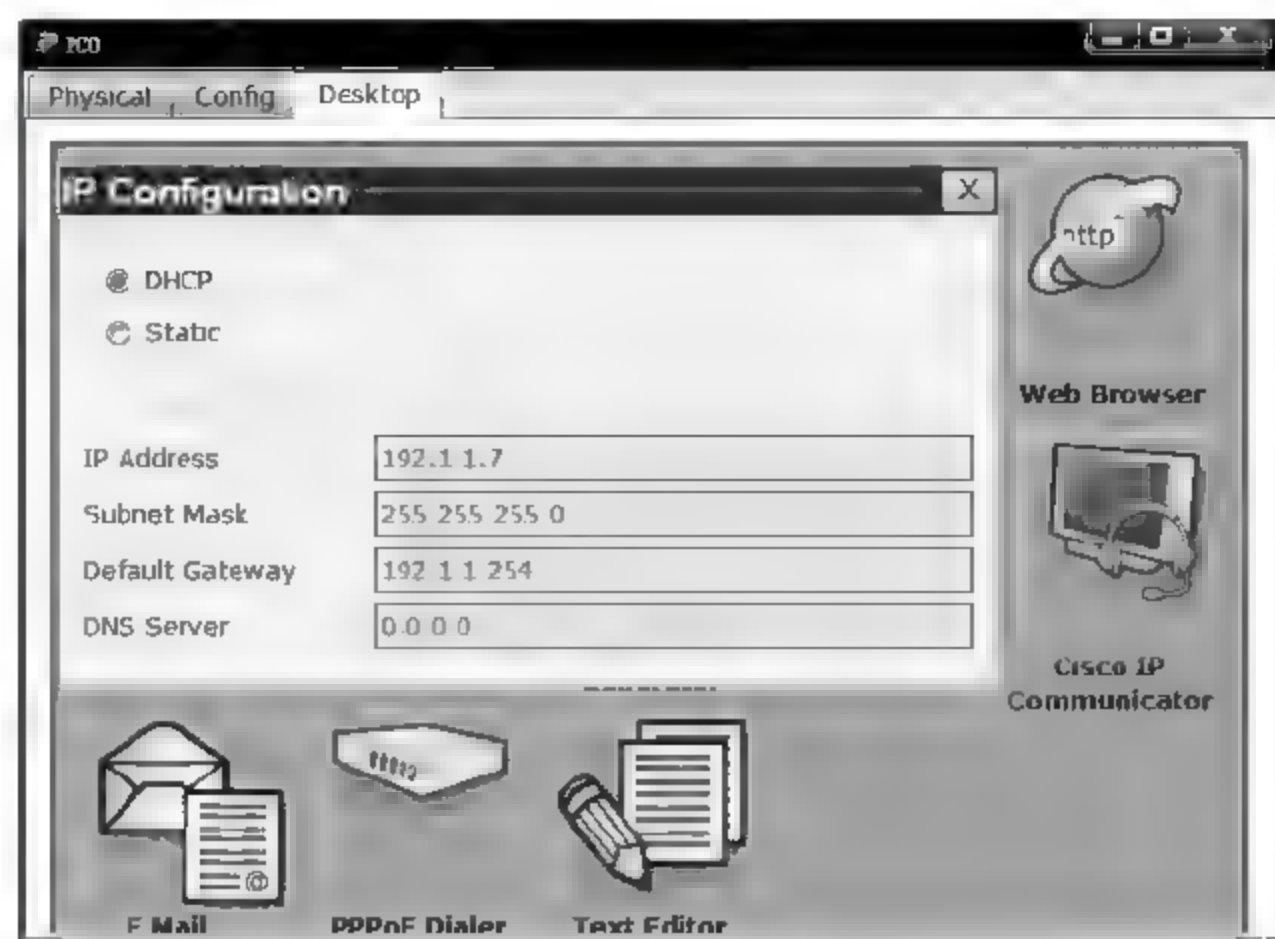 PC0
Physical Config Desktop
IP Configuration X
DHCP
Static
IP Address 192.1.1.7
Subnet Mask 255.255.255.0
Default Gateway 192.1.1.254
DNS Server 0.0.0.0
http
Web Browser
Cisco IP
Communicator
E Mail PPPoE Dialer Text Editor